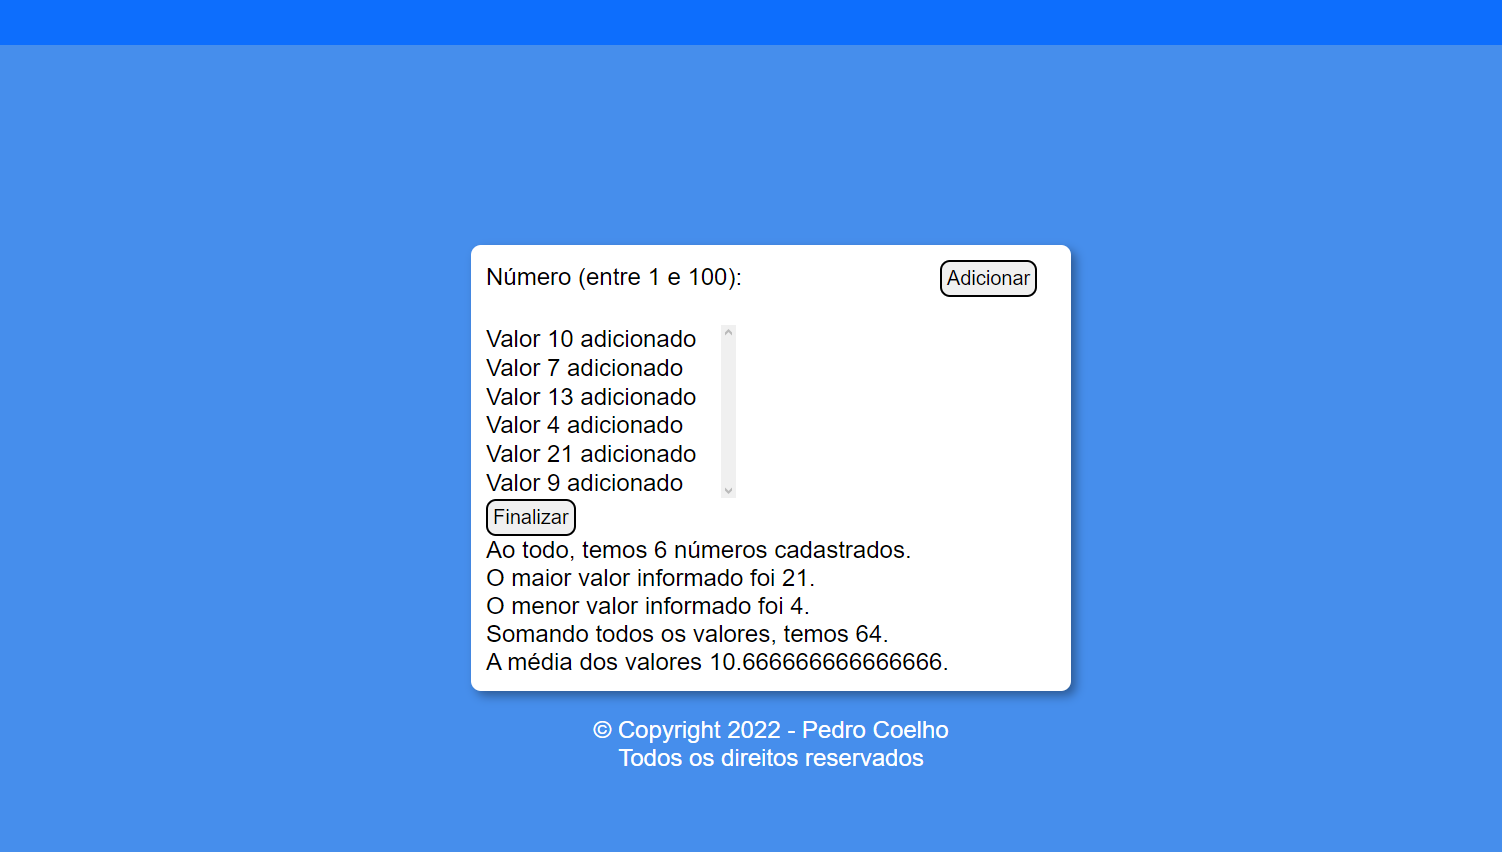 Número (entre 1 e 100):
Adicionar
Valor 10 adicionado
Valor 7 adicionado
Valor 13 adicionado
Valor 4 adicionado
Valor 21 adicionado
Valor 9 adicionado
Finalizar
Ao todo, temos 6 números cadastrados.
O maior valor informado foi 21.
O menor valor informado foi 4.
Somando todos os valores, temos 64.
A média dos valores 10.666666666666666.
© Copyright 2022 - Pedro Coelho
Todos os direitos reservados